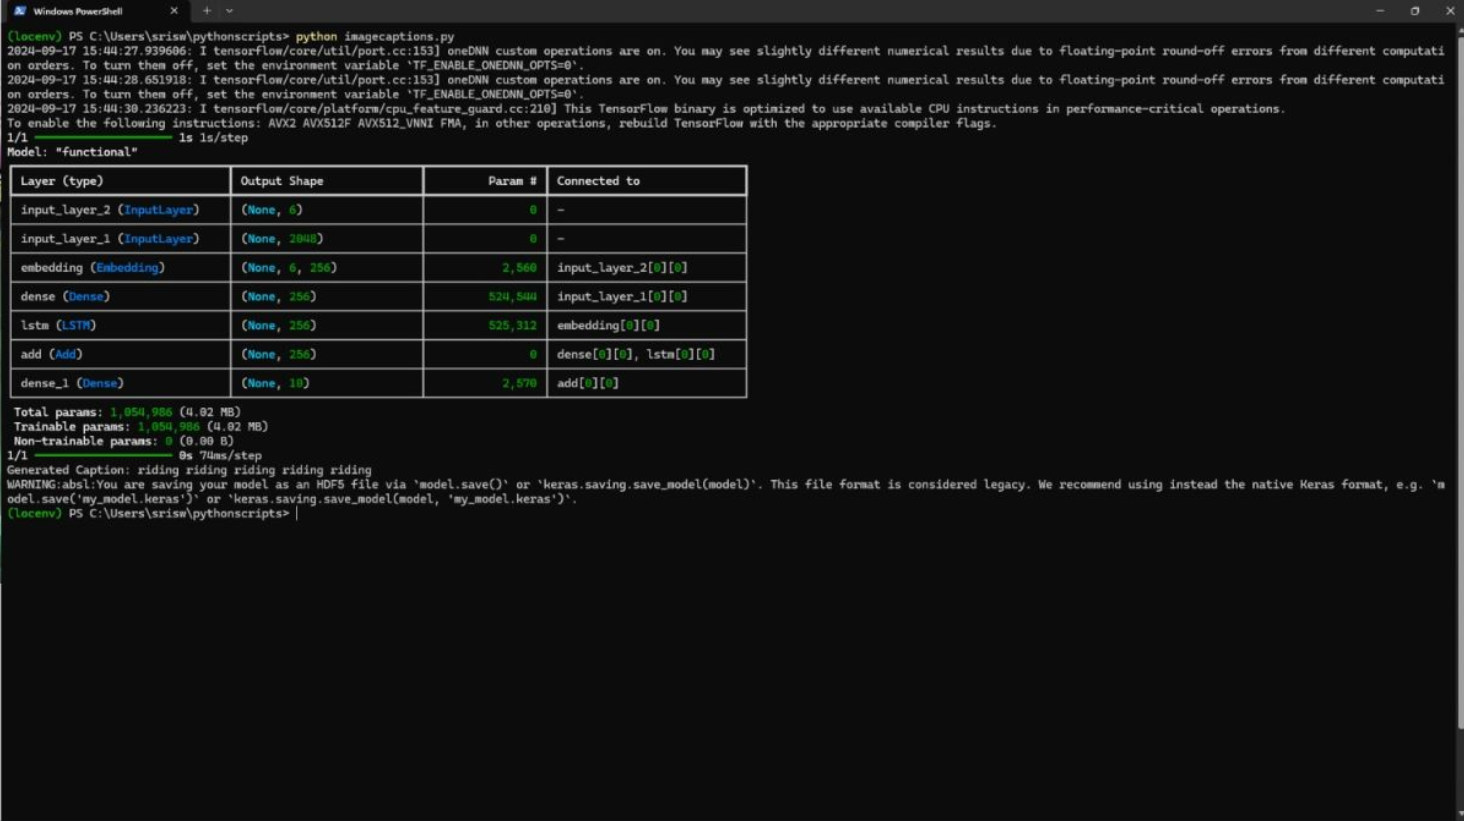 Windows PowerShell
(locenv) PS C:\Users\srisw\pythonscripts> python imagecaptions.py
2024-09-17 15:44:27.939606: I tensorflow/core/util/port.cc:153] oneDNN custom operations are on. You may see slightly different numerical results due to floating-point round-off errors from different computati
on orders. To turn them off, set the environment variable `TF_ENABLE_ONEDNN_OPTS=0`.
2024-09-17 15:44:28.651918: I tensorflow/core/util/port.cc:153] oneDNN custom operations are on. You may see slightly different numerical results due to floating-point round-off errors from different computati
on orders. To turn them off, set the environment variable `TF_ENABLE_ONEDNN_OPTS=0`.
2024-09-17 15:44:30.236223: I tensorflow/core/platform/cpu_feature_guard.cc:210] This TensorFlow binary is optimized to use available CPU instructions in performance-critical operations.
To enable the following instructions: AVX2 AVX512F AVX512_VNNI FMA, in other operations, rebuild TensorFlow with the appropriate compiler flags.
1/1 1s 1s/step
Model: "functional"
Layer (type) Output Shape Param # Connected to
input_layer_2 (InputLayer) (None, 6) 0 -
input_layer_1 (InputLayer) (None, 2048) 0 -
embedding (Embedding) (None, 6, 256) 2,560 input_layer_2[0][0]
dense (Dense) (None, 256) 524,544 input_layer_1[0][0]
lstm (LSTM) (None, 256) 525,312 embedding[0][0]
add (Add) (None, 256) 0 dense[0][0], lstm[0][0]
dense_1 (Dense) (None, 10) 2,570 add[0][0]
Total params: 1,054,986 (4.02 MB)
Trainable params: 1,054,986 (4.02 MB)
Non-trainable params: 0 (0.00 B)
1/1 0s 74ms/step
Generated Caption: riding riding riding riding riding
WARNING:absl:You are saving your model as an HDF5 file via `model.save()` or `keras.saving.save_model(model)`. This file format is considered legacy. We recommend using instead the native Keras format, e.g. `m
odel.save('my_model.keras')` or `keras.saving.save_model(model, 'my_model.keras')`.
(locenv) PS C:\Users\srisw\pythonscripts>